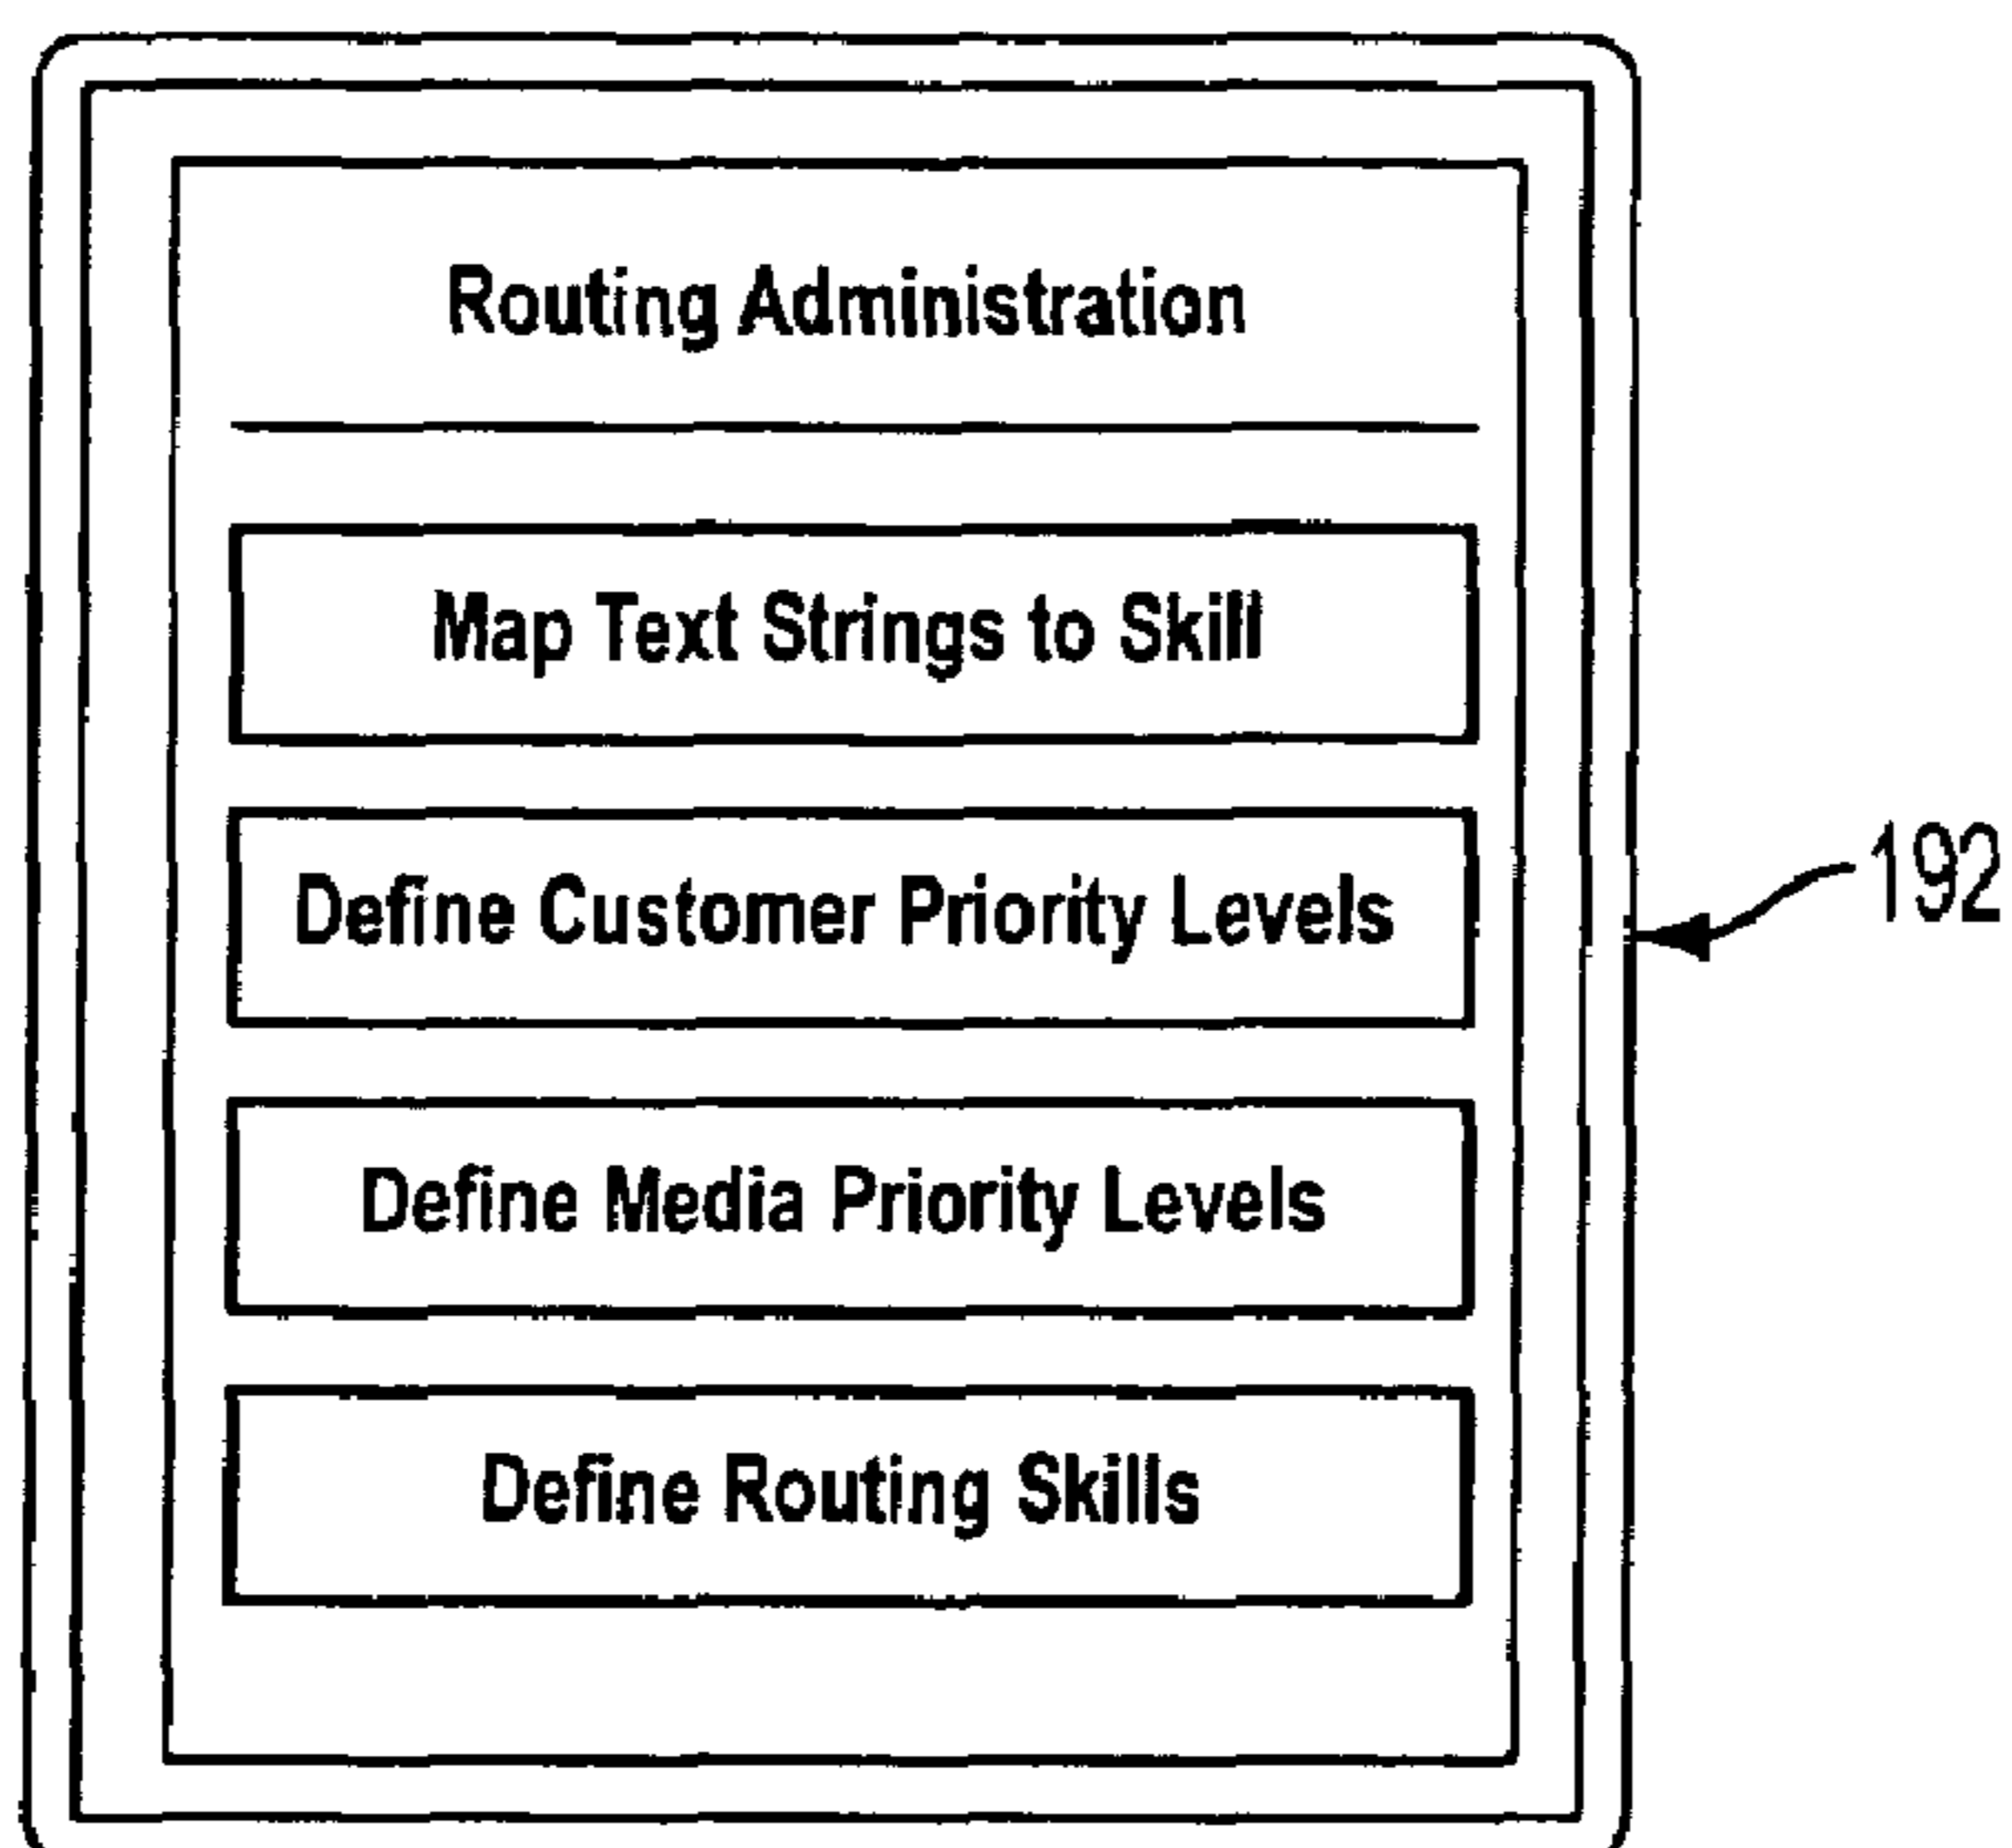 Routing Administration
Map Text Strings to Skill
Define Customer Priority Levels
192
Define Media Priority Levels
Define Routing Skills